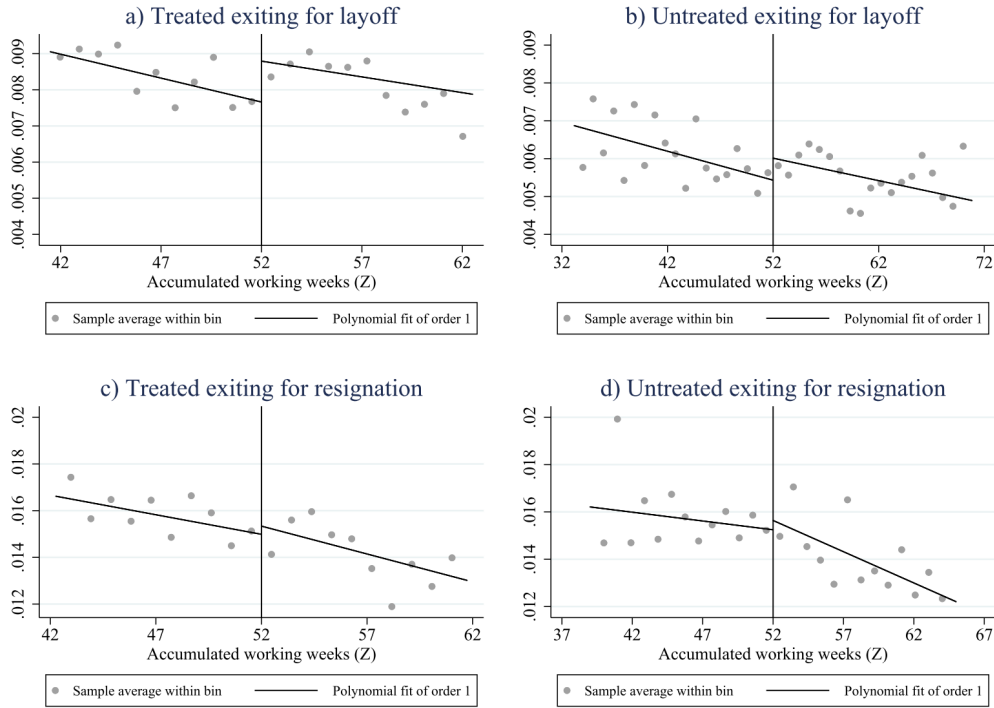 a) Treated exiting for layoff
.009
.008
.007
.006
.005
.004
42 47 52 57 62
Accumulated working weeks (Z)
Sample average within bin Polynomial fit of order 1
b) Untreated exiting for layoff
.009
.008
.007
.006
.005
.004
32 42 52 62 72
Accumulated working weeks (Z)
Sample average within bin Polynomial fit of order 1
c) Treated exiting for resignation
.02
.018
.016
.014
.012
42 47 52 57 62
Accumulated working weeks (Z)
Sample average within bin Polynomial fit of order 1
d) Untreated exiting for resignation
.02
.018
.016
.014
.012
37 42 47 52 57 62 67
Accumulated working weeks (Z)
Sample average within bin Polynomial fit of order 1